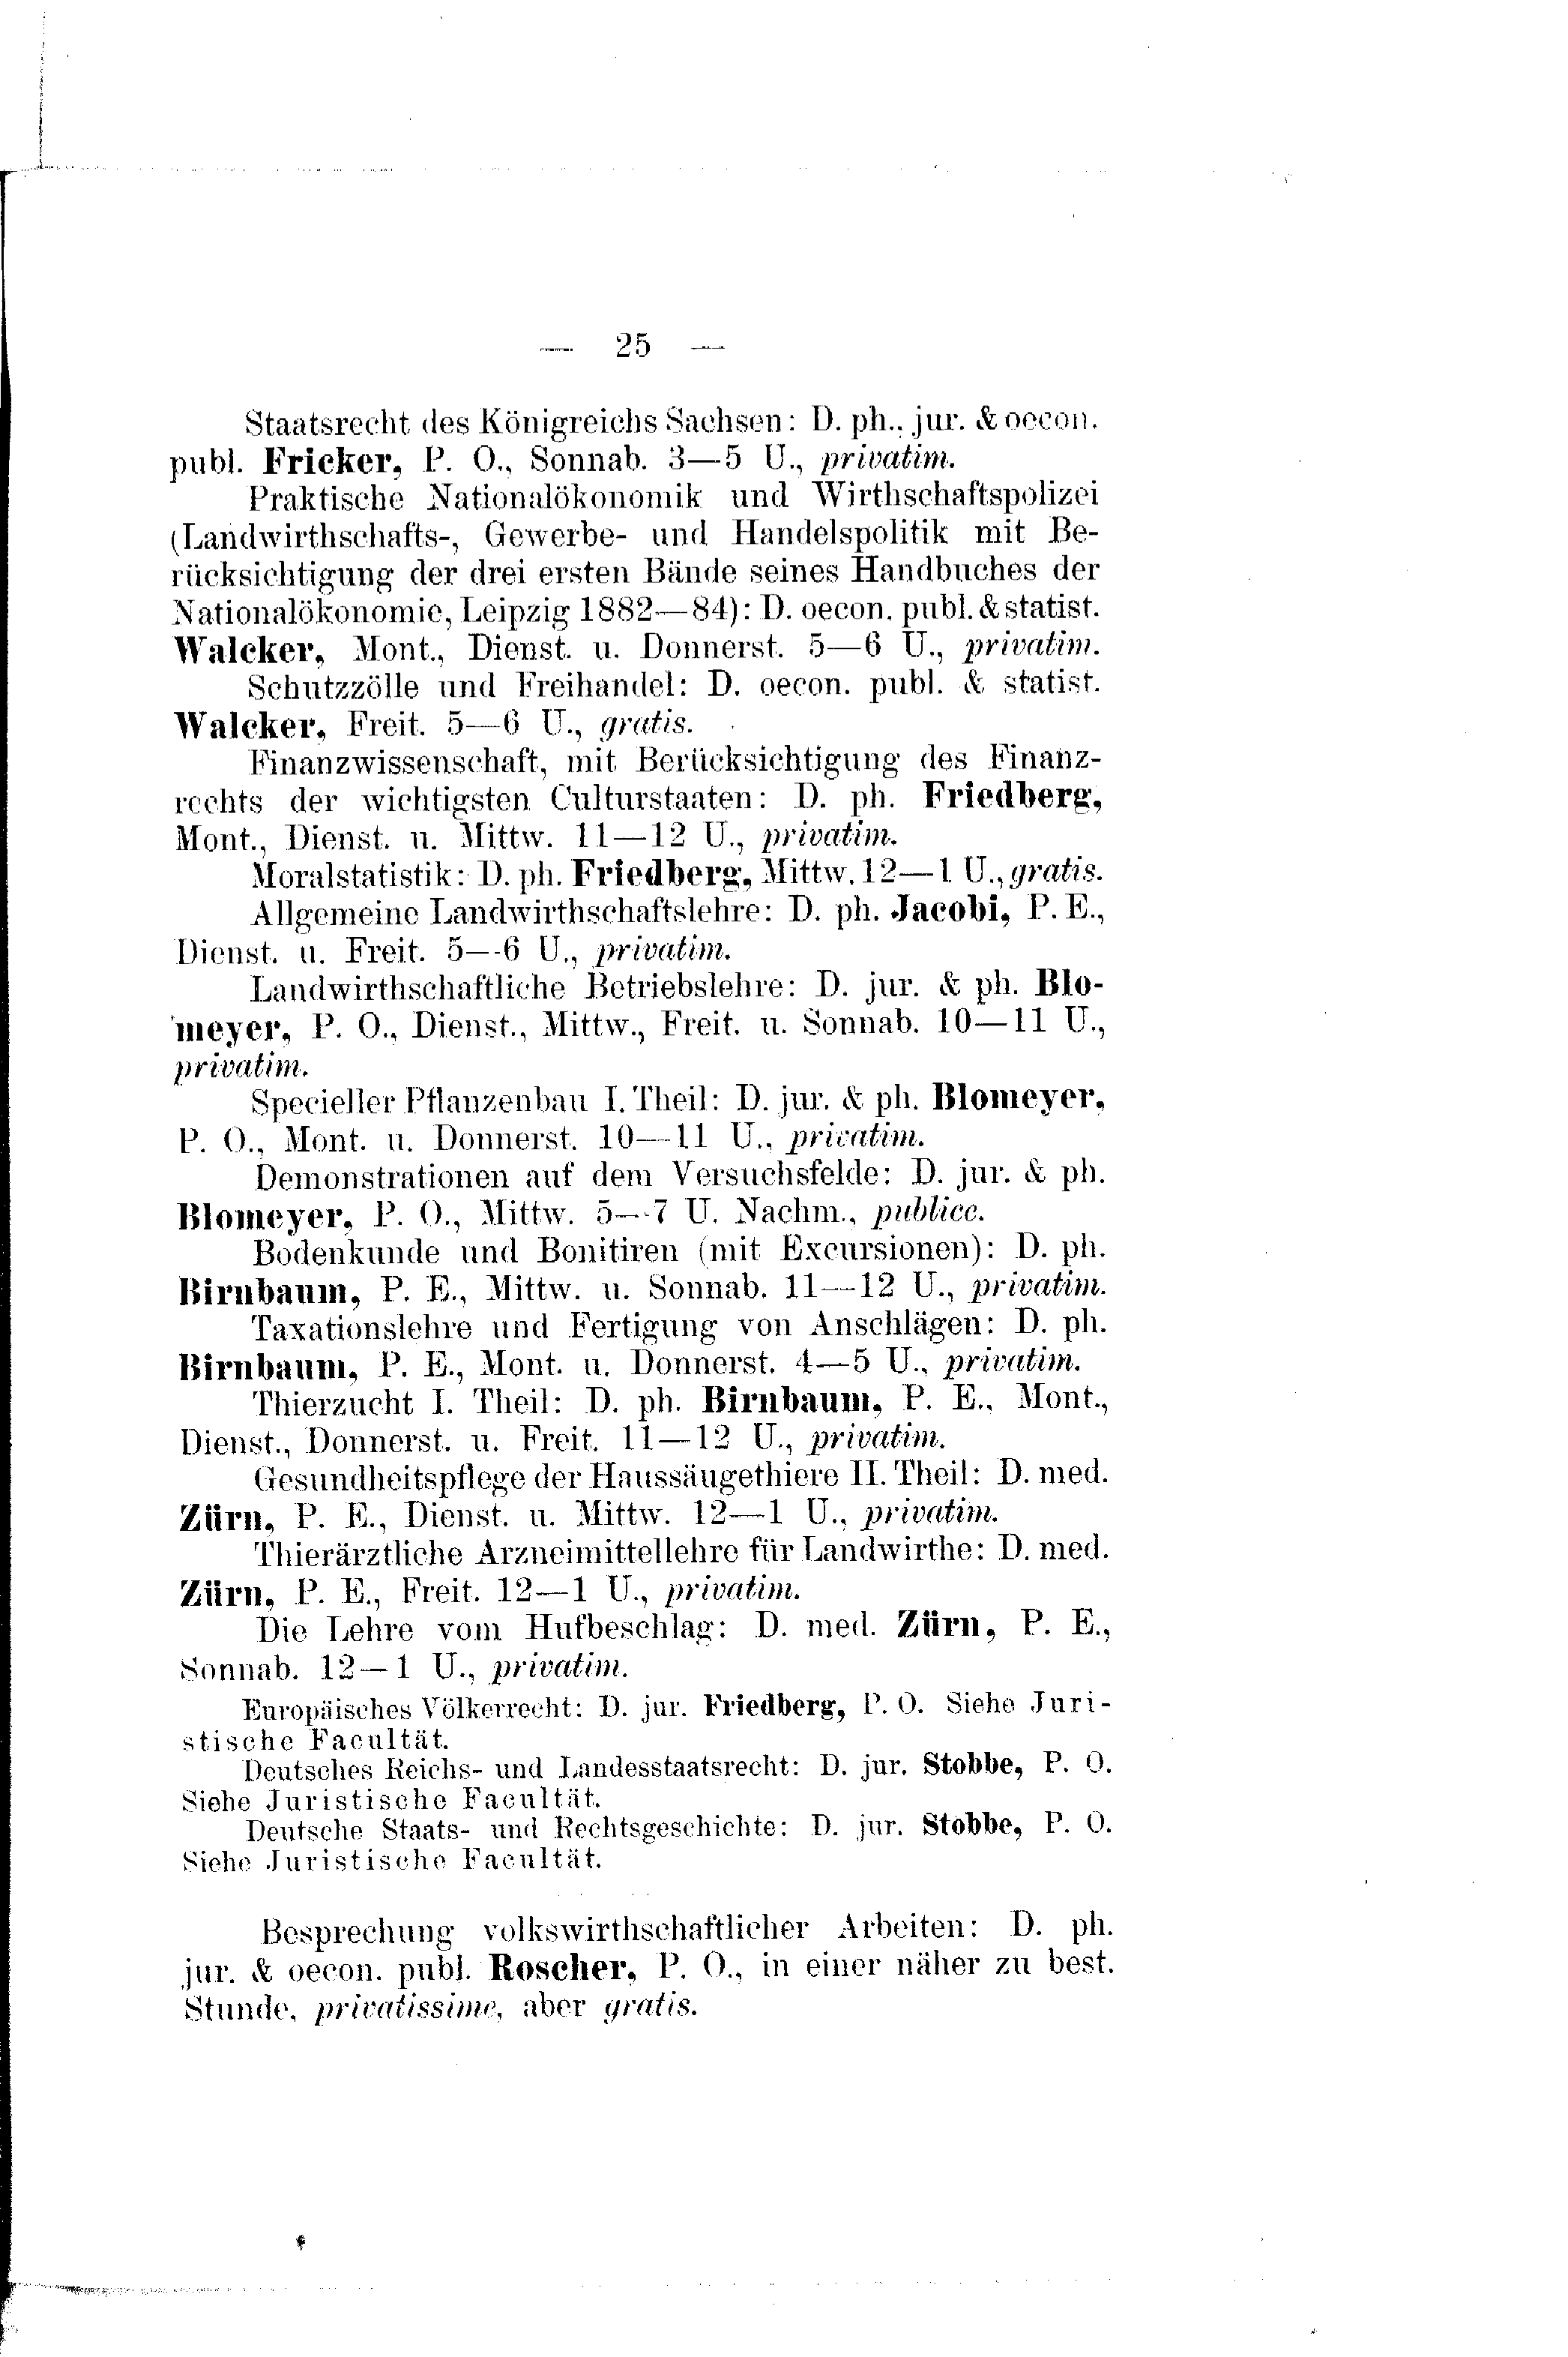 — 25 —
Staatsrecht des Königreichs Sachsen: D. ph., jur. & oecon.
publ. Fricker, P. O., Sonnab. 3—5 U., privatim.
Praktische Nationalökonomik und Wirthschaftspolizei
(Landwirthschafts-, Gewerbe- und Handelspolitik mit Be-
rücksichtigung der drei ersten Bände seines Handbuches der
Nationalökonomie, Leipzig 1882—84): D. oecon. publ. & statist.
Walcker, Mont., Dienst. u. Donnerst. 5—6 U., privatim.
Schutzzölle und Freihandel: D. oecon. publ. & statist.
Walcker, Freit. 5—6 U., gratis.
Finanzwissenschaft, mit Berücksichtigung des Finanz-
rechts der wichtigsten Culturstaaten: D. ph. Friedberg,
Mont., Dienst. u. Mittw. 11—12 U., privatim.
Moralstatistik: D. ph. Friedberg, Mittw. 12—1 U., gratis.
Allgemeine Landwirthschaftslehre: D. ph. Jacobi, P. E.,
Dienst. u. Freit. 5—6 U., privatim.
Landwirthschaftliche Betriebslehre: D. jur. & ph. Blo-
meyer, P. O., Dienst., Mittw., Freit. u. Sonnab. 10—11 U.,
privatim.
Specieller Pflanzenbau I. Theil: D. jur. & ph. Blomeyer,
P. O., Mont. u. Donnerst. 10—11 U., privatim.
Demonstrationen auf dem Versuchsfelde: D. jur. & ph.
Blomeyer, P. O., Mittw. 5—7 U. Nachm., publice.
Bodenkunde und Bonitiren (mit Excursionen): D. ph.
Birnbaum, P. E., Mittw. u. Sonnab. 11—12 U., privatim.
Taxationslehre und Fertigung von Anschlägen: D. ph.
Birnbaum, P. E., Mont. u. Donnerst. 4—5 U., privatim.
Thierzucht I. Theil: D. ph. Birnbaum, P. E., Mont.,
Dienst., Donnerst. u. Freit. 11—12 U., privatim.
Gesundheitspflege der Haussäugethiere II. Theil: D. med.
Zürn, P. E., Dienst. u. Mittw. 12—1 U., privatim.
Thierärztliche Arzneimittellehre für Landwirthe: D. med.
Zürn, P. E., Freit. 12—1 U., privatim.
Die Lehre vom Hufbeschlag: D. med. Zürn, P. E.,
Sonnab. 12—1 U., privatim.
Europäisches Völkerrecht: D. jur. Friedberg, P. O. Siehe Juri-
stische Facultät.
Deutsches Reichs- und Landesstaatsrecht: D. jur. Stobbe, P. O.
Siehe Juristische Facultät.
Deutsche Staats- und Rechtsgeschichte: D. jur. Stobbe, P. O.
Siehe Juristische Facultät.
Besprechung volkswirthschaftlicher Arbeiten: D. ph.
jur. & oecon. publ. Roscher, P. O., in einer näher zu best.
Stunde, privatissime, aber gratis.